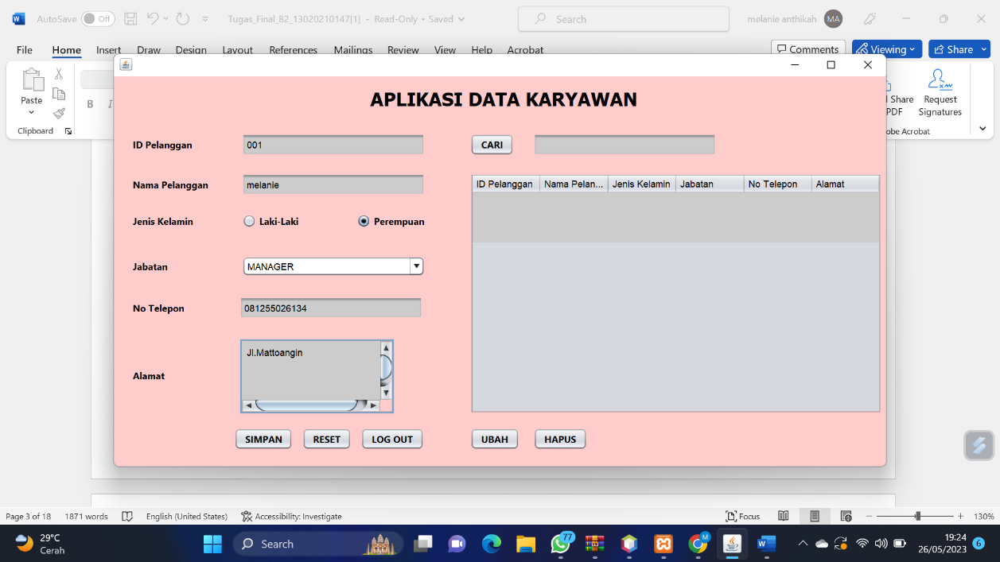 AutoSave Off Tugas_Final_B2_13020210147[1] - Read-Only • Saved Search melanie anthikah MA
File Home Insert Draw Design Layout References Mailings Review View Help Acrobat Comments Viewing Share
Paste
B I
Clipboard
Share
PDF
Request
Signatures
obe Acrobat
APLIKASI DATA KARYAWAN
ID Pelanggan 001 CARI
Nama Pelanggan melanie
ID Pelanggan Nama Pelan... Jenis Kelamin Jabatan No Telepon Alamat
Jenis Kelamin Laki-Laki Perempuan
Jabatan MANAGER
No Telepon 081255026134
Alamat Jl.Mattoangin
SIMPAN RESET LOG OUT UBAH HAPUS
Page 3 of 18 1871 words English (United States) Accessibility: Investigate Focus 130%
29°C
Cerah
Search
77
M
19:24
26/05/2023
6